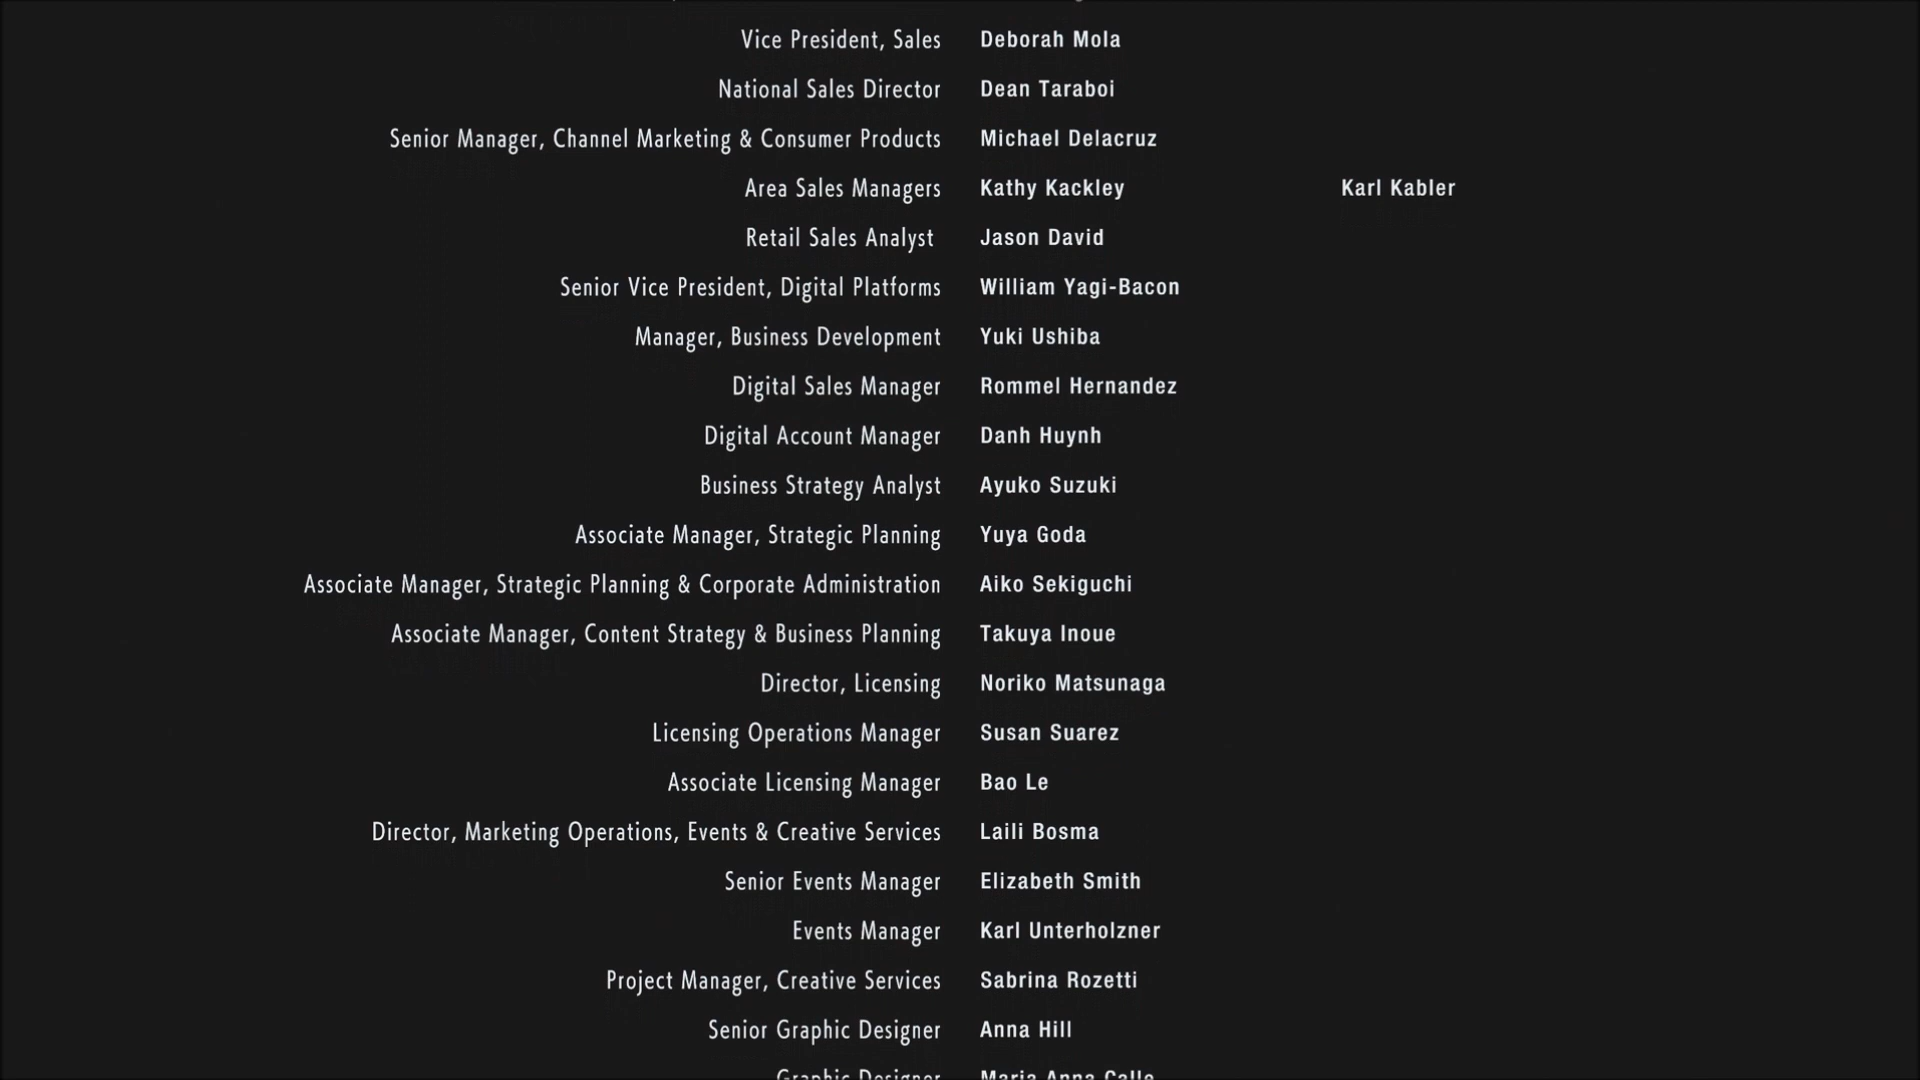 Vice President, Sales Deborah Mola
National Sales Director Dean Taraboi
Senior Manager, Channel Marketing & Consumer Products Michael Delacruz
Area Sales Managers Kathy Kackley Karl Kabler
Retail Sales Analyst Jason David
Senior Vice President, Digital Platforms William Yagi-Bacon
Manager, Business Development Yuki Ushiba
Digital Sales Manager Rommel Hernandez
Digital Account Manager Danh Huynh
Business Strategy Analyst Ayuko Suzuki
Associate Manager, Strategic Planning Yuya Goda
Associate Manager, Strategic Planning & Corporate Administration Aiko Sekiguchi
Associate Manager, Content Strategy & Business Planning Takuya Inoue
Director, Licensing Noriko Matsunaga
Licensing Operations Manager Susan Suarez
Associate Licensing Manager Bao Le
Director, Marketing Operations, Events & Creative Services Laili Bosma
Senior Events Manager Elizabeth Smith
Events Manager Karl Unterholzner
Project Manager, Creative Services Sabrina Rozetti
Senior Graphic Designer Anna Hill
Graphic Designer Maria Anna Calle